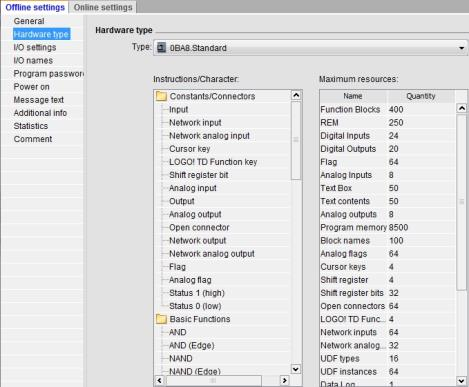 Offline settings Online settings
General
Hardware type
I/O settings
I/O names
Program password
Power on
Message text
Additional info
Statistics
Comment
Hardware type
Type: 0BA8.Standard
Instructions/Character:
Constants/Connectors
Input
Network input
Network analog input
Cursor key
LOGO! TD Function key
Shift register bit
Analog input
Output
Analog output
Open connector
Network output
Network analog output
Flag
Analog flag
Status 1 (high)
Status 0 (low)
Basic Functions
AND
AND (Edge)
NAND
NAND (Edge)
Maximum resources:
Name Quantity
Function Blocks 400
REM 250
Digital Inputs 24
Digital Outputs 20
Flag 64
Analog Inputs 8
Text Box 50
Text contents 50
Analog outputs 8
Program memory 8500
Block names 100
Analog flags 64
Cursor keys 4
Shift register 4
Shift register bits 32
Open connectors 64
LOGO! TD Func... 4
Network inputs 64
Network analog... 32
UDF types 16
UDF instances 64
Data Log 1